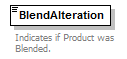 BlendAlteration
Indicates if Product was
Blended.